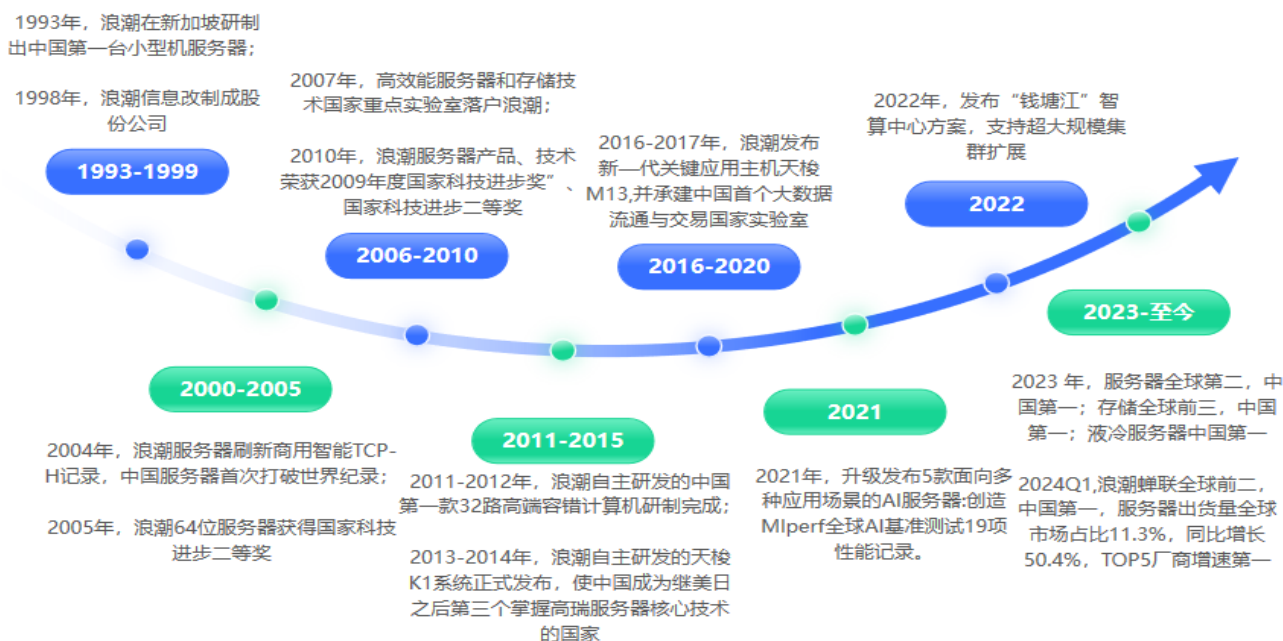 1993年，浪潮在新加坡研制
出中国第一台小型机服务器；
1998年，浪潮信息改制成股
份公司
1993-1999
2000-2005
2004年，浪潮服务器刷新商用智能TCP-
H记录，中国服务器首次打破世界纪录；
2005年，浪潮64位服务器获得国家科技
进步二等奖
2007年，高效能服务器和存储技
术国家重点实验室落户浪潮；
2010年，浪潮服务器产品、技术
荣获2009年度国家科技进步奖”、
国家科技进步二等奖
2006-2010
2011-2015
2011-2012年，浪潮自主研发的中国
第一款32路高端容错计算机研制完成；
2013-2014年，浪潮自主研发的天梭
K1系统正式发布，使中国成为继美日
之后第三个掌握高瑞服务器核心技术
的国家
2016-2017年，浪潮发布
新—代关键应用主机天梭
M13,并承建中国首个大数据
流通与交易国家实验室
2016-2020
2021
2021年，升级发布5款面向多
种应用场景的AI服务器:创造
MIperf全球AI基准测试19项
性能记录。
2022年，发布“钱塘江”智
算中心方案，支持超大规模集
群扩展
2022
2023-至今
2023 年，服务器全球第二，中
国第一；存储全球前三，中国
第一；液冷服务器中国第一
2024Q1,浪潮蝉联全球前二，
中国第一，服务器出货量全球
市场占比11.3%，同比增长
50.4%，TOP5厂商增速第一